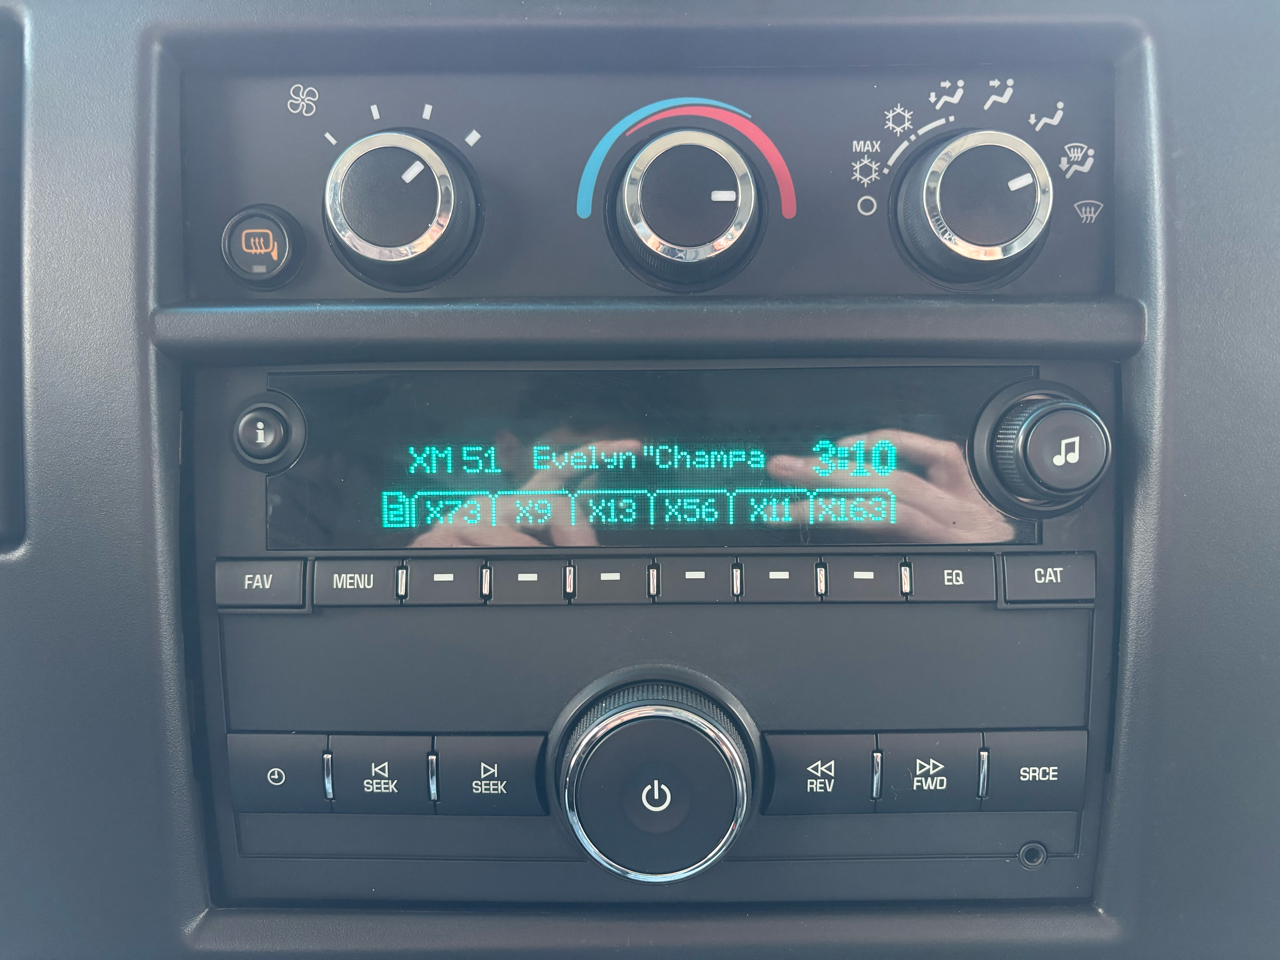 MAX
i
XM 51 Evelyn "Champa 3:10
2 X73 X9 X13 X56 X11 X163
FAV MENU EQ CAT
SEEK SEEK REV FWD SRCE